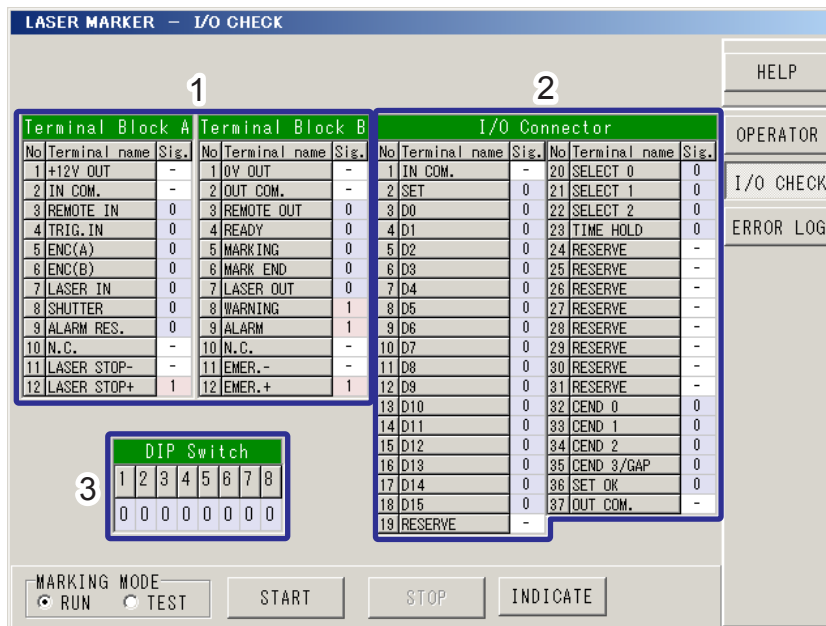 LASER MARKER − I/O CHECK
HELP
OPERATOR
I/O CHECK
ERROR LOG
1
Terminal Block A Terminal Block B
No Terminal name Sig. No Terminal name Sig.
1 +12V OUT - 1 0V OUT -
2 IN COM. - 2 OUT COM. -
3 REMOTE IN 0 3 REMOTE OUT 0
4 TRIG.IN 0 4 READY 0
5 ENC(A) 0 5 MARKING 0
6 ENC(B) 0 6 MARK END 0
7 LASER IN 0 7 LASER OUT 0
8 SHUTTER 0 8 WARNING 1
9 ALARM RES. 0 9 ALARM 1
10 N.C. - 10 N.C. -
11 LASER STOP- - 11 EMER.- -
12 LASER STOP+ 1 12 EMER.+ 1
2
I/O Connector
No Terminal name Sig. No Terminal name Sig.
1 IN COM. - 20 SELECT 0 0
2 SET 0 21 SELECT 1 0
3 D0 0 22 SELECT 2 0
4 D1 0 23 TIME HOLD 0
5 D2 0 24 RESERVE -
6 D3 0 25 RESERVE -
7 D4 0 26 RESERVE -
8 D5 0 27 RESERVE -
9 D6 0 28 RESERVE -
10 D7 0 29 RESERVE -
11 D8 0 30 RESERVE -
12 D9 0 31 RESERVE -
13 D10 0 32 CEND 0 0
14 D11 0 33 CEND 1 0
15 D12 0 34 CEND 2 0
16 D13 0 35 CEND 3/GAP 0
17 D14 0 36 SET OK 0
18 D15 0 37 OUT COM. -
19 RESERVE -
3
DIP Switch
1 2 3 4 5 6 7 8
0 0 0 0 0 0 0 0
MARKING MODE
RUN TEST
START
STOP
INDICATE